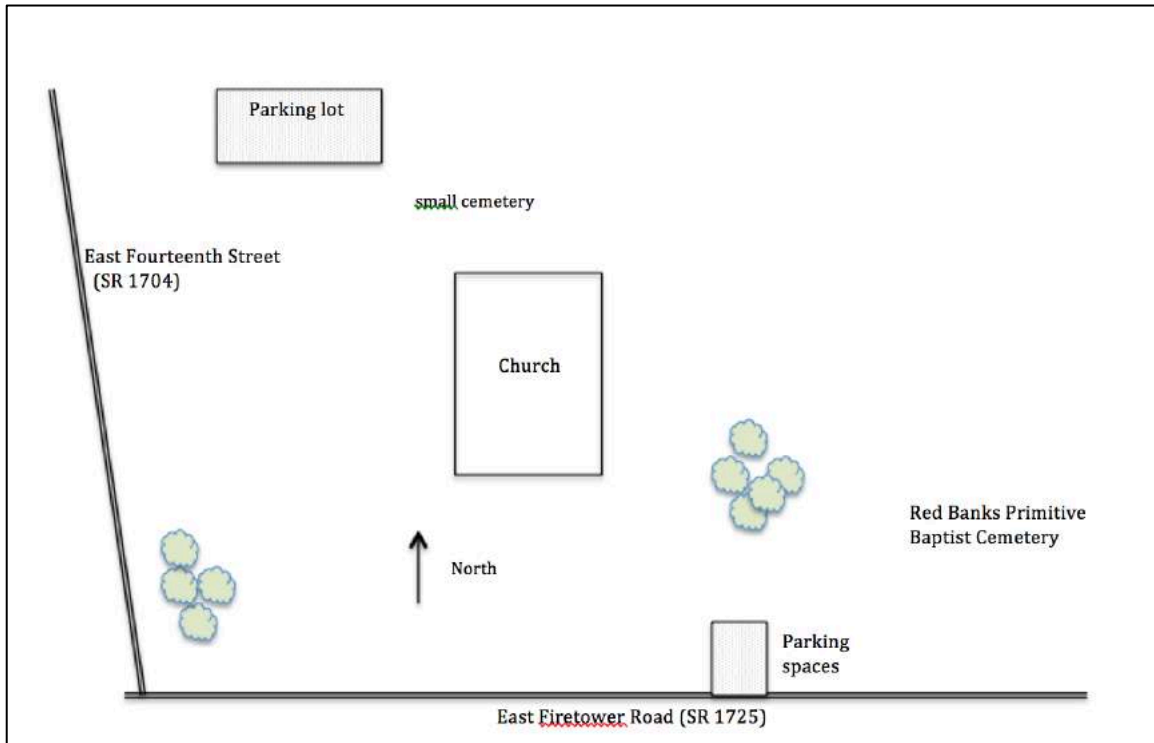 Parking lot
small cemetery
East Fourteenth Street
(SR 1704)
Church
Red Banks Primitive
Baptist Cemetery
North
Parking
spaces
East Firetower Road (SR 1725)